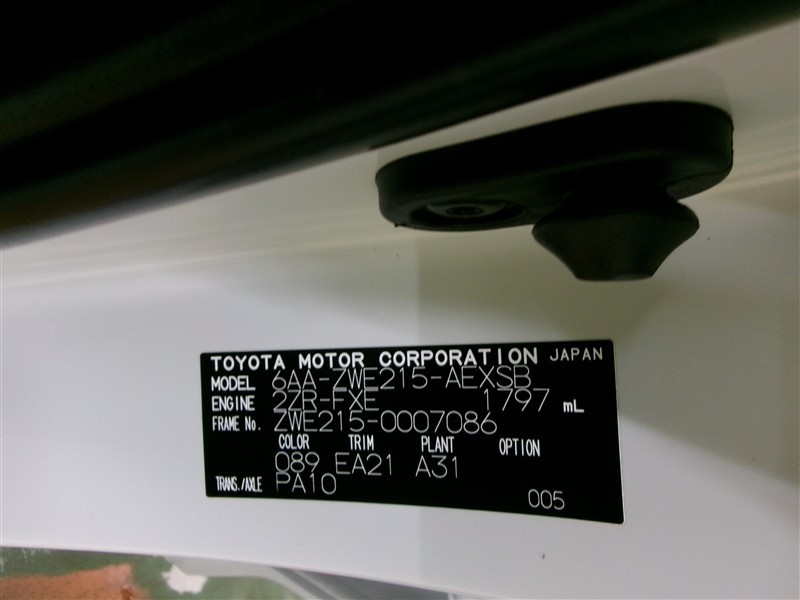 TOYOTA MOTOR CORPORATION JAPAN
MODEL 6AA-ZWE215-AEXSB
ENGINE 2ZR-FXE 1797 mL
FRAME No. ZWE215-0007086
COLOR TRIM PLANT OPTION
089 EA21 A31
TRANS./AXLE PA10
005